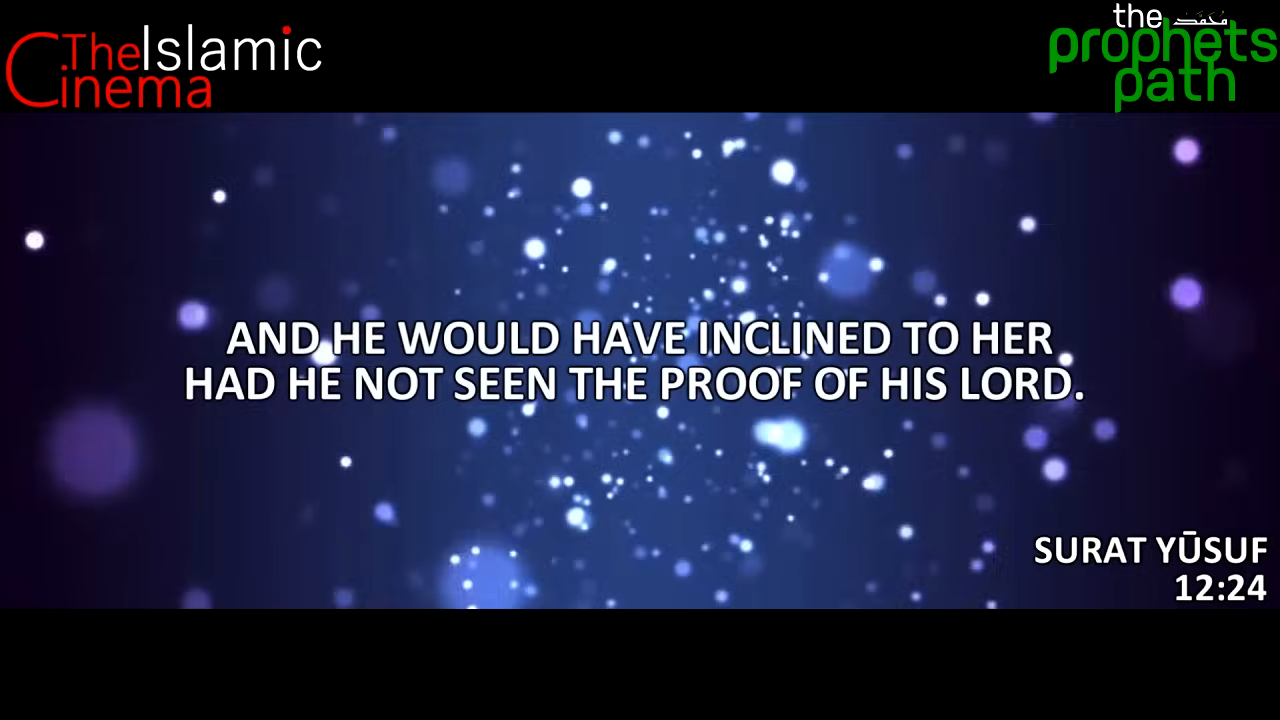 TheIslamic
Cinema
the مُحَمَّد
prophets
path
AND HE WOULD HAVE INCLINED TO HER
HAD HE NOT SEEN THE PROOF OF HIS LORD.
SURAT YŪSUF
12:24